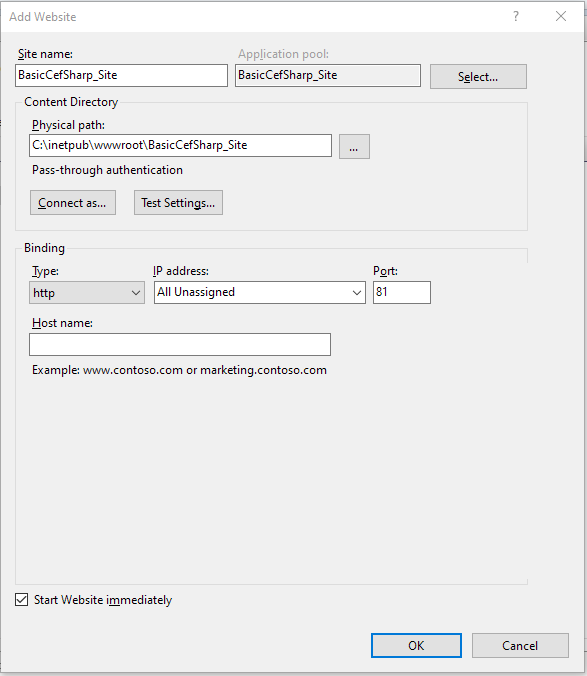 Add Website
? 
Site name: Application pool:
BasicCefSharp_Site BasicCefSharp_Site Select...
Content Directory
Physical path:
C:\inetpub\wwwroot\BasicCefSharp_Site ...
Pass-through authentication
Connect as... Test Settings...
Binding
Type: IP address: Port:
http All Unassigned 81
Host name:
Example: www.contoso.com or marketing.contoso.com
Start Website immediately
OK Cancel